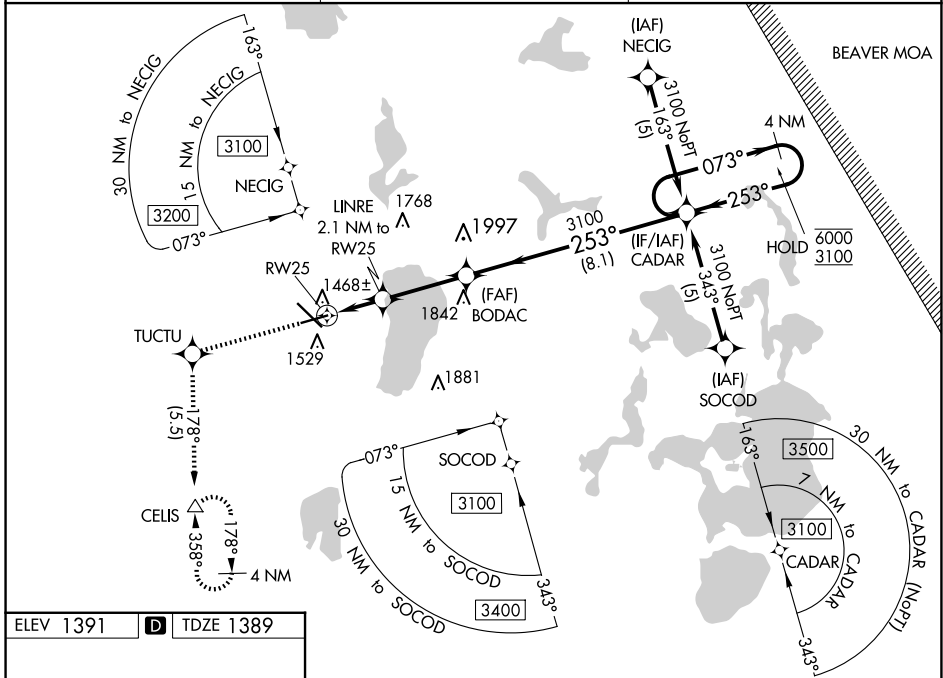 (IAF)
NECIG
BEAVER MOA
163°
30 NM to NECIG
15 NM to NECIG
3100
NECIG
3200
073°
3100 NoPT
163°
(5)
4 NM
073°
253°
HOLD 6000
3100
LINRE
2.1 NM to
RW25
1768
1997
3100
253°
(8.1)
(IF/IAF)
CADAR
RW25
1468±
1842
(FAF)
BODAC
3100 NoPT
343°
(5)
TUCTU
1529
1881
(IAF)
SOCOD
178°
(5.5)
CELIS
178°
358°
4 NM
073°
SOCOD
3100
15 NM to SOCOD
30 NM to SOCOD
3400
343°
163°
3500
30 NM to CADAR (NoPT)
7 NM to CADAR
3100
CADAR
343°
ELEV 1391 D TDZE 1389